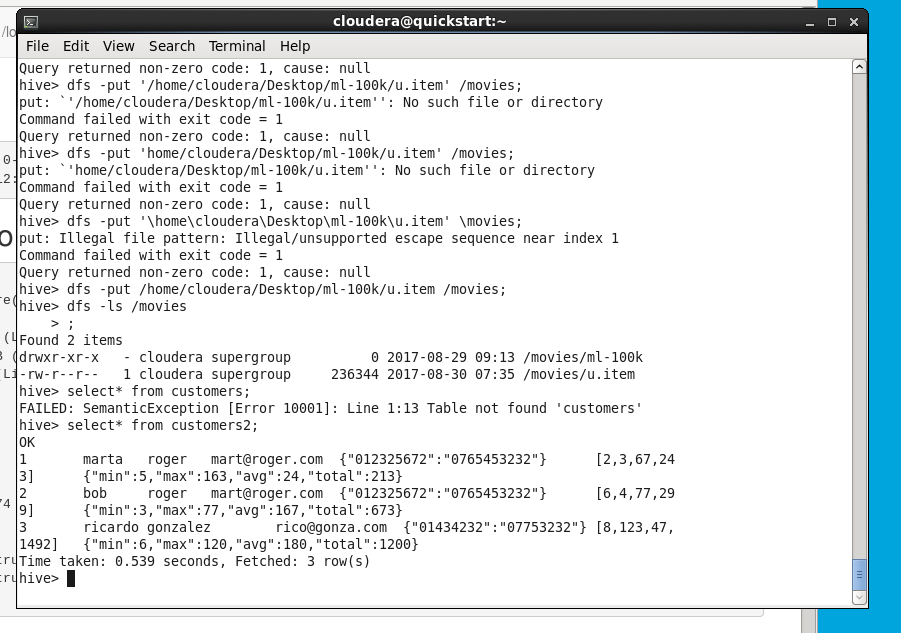 cloudera@quickstart:~
File Edit View Search Terminal Help
Query returned non-zero code: 1, cause: null
hive> dfs -put '/home/cloudera/Desktop/ml-100k/u.item' /movies;
put: `'/home/cloudera/Desktop/ml-100k/u.item'': No such file or directory
Command failed with exit code = 1
Query returned non-zero code: 1, cause: null
hive> dfs -put 'home/cloudera/Desktop/ml-100k/u.item' /movies;
put: `'home/cloudera/Desktop/ml-100k/u.item'': No such file or directory
Command failed with exit code = 1
Query returned non-zero code: 1, cause: null
hive> dfs -put '\home\cloudera\Desktop\ml-100k\u.item' \movies;
put: Illegal file pattern: Illegal/unsupported escape sequence near index 1
Command failed with exit code = 1
Query returned non-zero code: 1, cause: null
hive> dfs -put /home/cloudera/Desktop/ml-100k/u.item /movies;
hive> dfs -ls /movies
    > ;
Found 2 items
drwxr-xr-x   - cloudera supergroup          0 2017-08-29 09:13 /movies/ml-100k
-rw-r--r--   1 cloudera supergroup     236344 2017-08-30 07:35 /movies/u.item
hive> select* from customers;
FAILED: SemanticException [Error 10001]: Line 1:13 Table not found 'customers'
hive> select* from customers2;
OK
1       marta   roger   mart@roger.com  {"012325672":"0765453232"}      [2,3,67,24
3]      {"min":5,"max":163,"avg":24,"total":213}
2       bob     roger   mart@roger.com  {"012325672":"0765453232"}      [6,4,77,29
9]      {"min":3,"max":77,"avg":167,"total":673}
3       ricardo gonzalez        rico@gonza.com  {"01434232":"07753232"} [8,123,47,
1492]   {"min":6,"max":120,"avg":180,"total":1200}
Time taken: 0.539 seconds, Fetched: 3 row(s)
hive>